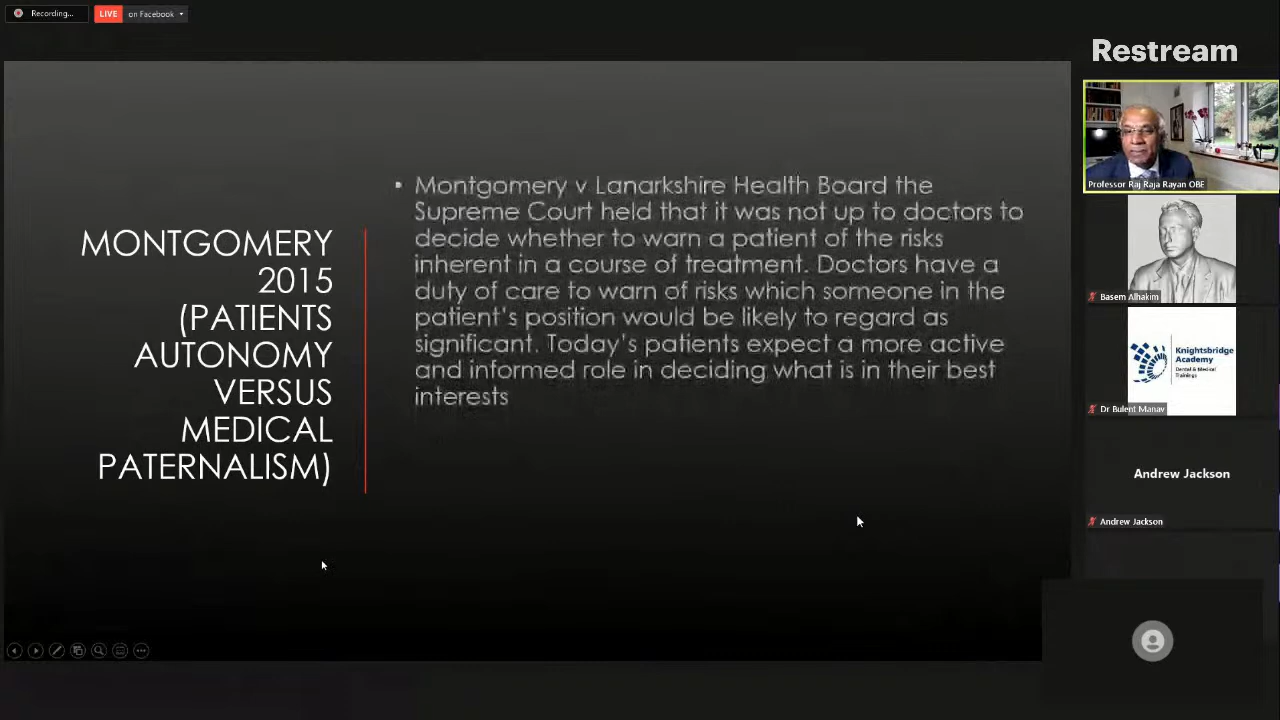 Recording...
LIVE on Facebook
Restream
MONTGOMERY
2015
(PATIENTS
AUTONOMY
VERSUS
MEDICAL
PATERNALISM)
• Montgomery v Lanarkshire Health Board the
Supreme Court held that it was not up to doctors to
decide whether to warn a patient of the risks
inherent in a course of treatment. Doctors have a
duty of care to warn of risks which someone in the
patient's position would be likely to regard as
significant. Today's patients expect a more active
and informed role in deciding what is in their best
interests
Professor Raj Raja Rayan OBE
Basem Alhakim
Knightsbridge
Academy
Dental & Medical
Trainings
Dr Bulent Manav
Andrew Jackson
Andrew Jackson